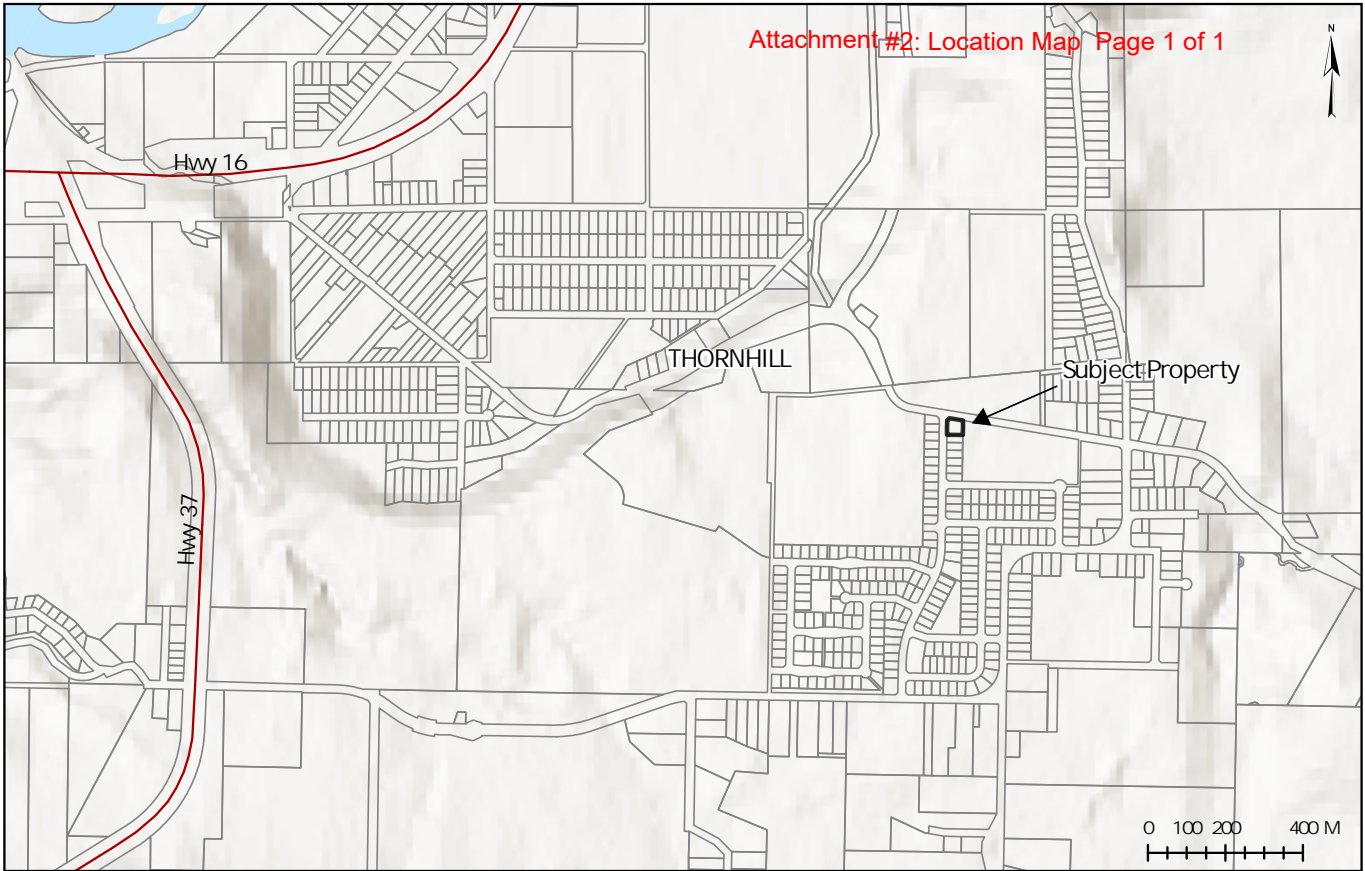 Attachment #2: Location Map Page 1 of 1
N
Hwy 16
THORNHILL
Subject Property
Hwy 37
0 100 200 400 M